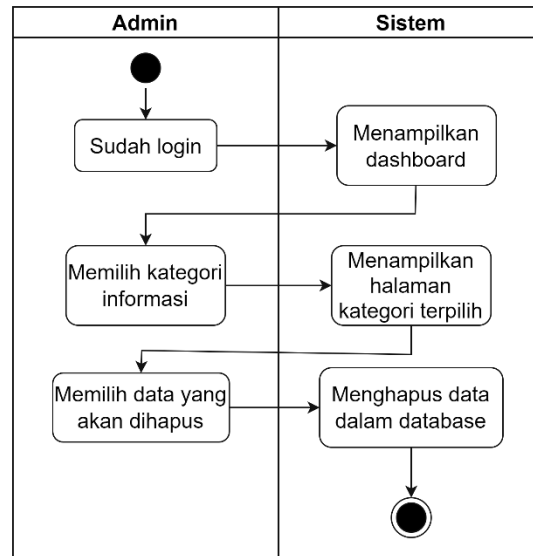 Admin
Sistem
Sudah login
Menampilkan
dashboard
Memilih kategori
informasi
Menampilkan
halaman
kategori terpilih
Memilih data yang
akan dihapus
Menghapus data
dalam database